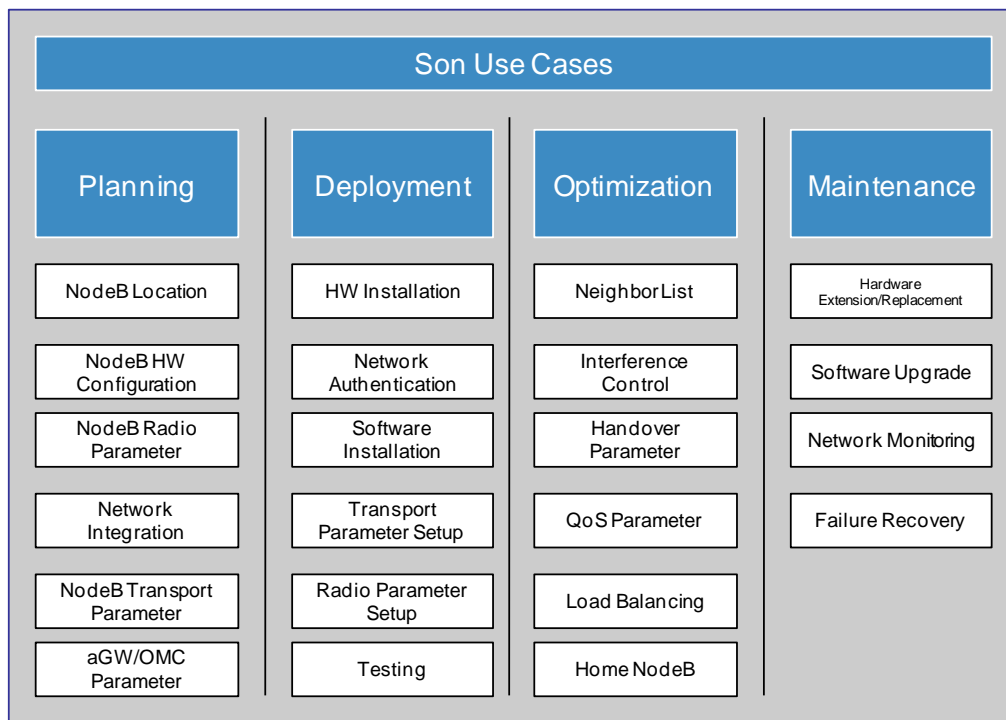 Son Use Cases
Planning
Deployment
Optimization
Maintenance
NodeB Location
HW Installation
Neighbor List
Hardware
Extension/Replacement
NodeB HW
Configuration
Network
Authentication
Interference
Control
Software Upgrade
NodeB Radio
Parameter
Software
Installation
Handover
Parameter
Network Monitoring
Network
Integration
Transport
Parameter Setup
QoS Parameter
Failure Recovery
NodeB Transport
Parameter
Radio Parameter
Setup
Load Balancing
aGW/OMC
Parameter
Testing
Home NodeB